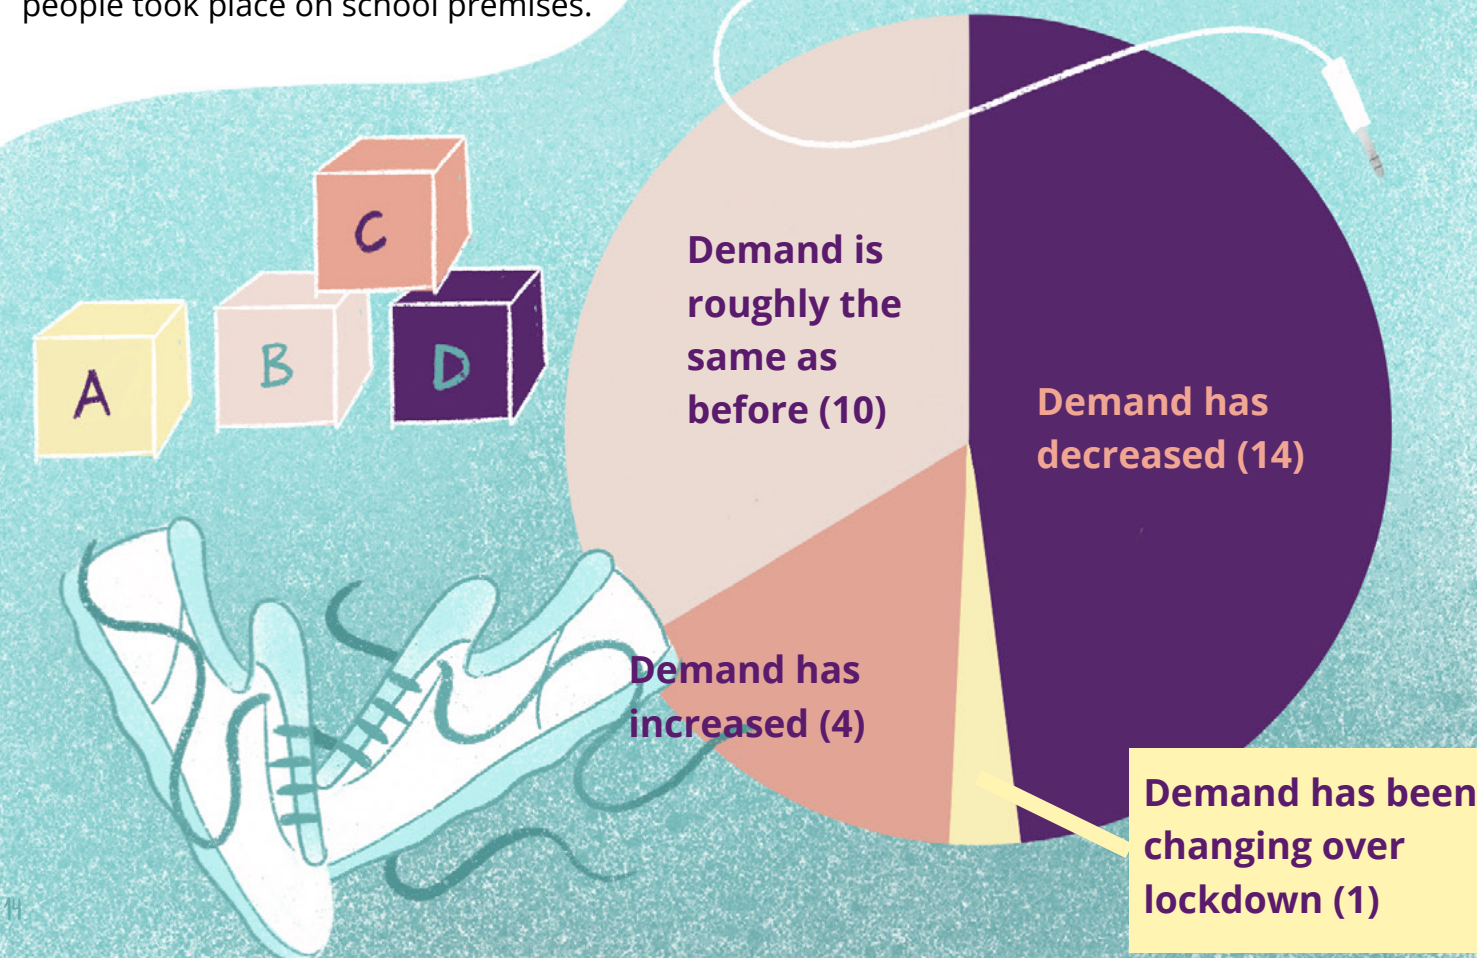 people took place on school premises.
C
A
B
D
Demand is
roughly the
same as
before (10)
Demand has
decreased (14)
Demand has
increased (4)
Demand has been
changing over
lockdown (1)
14